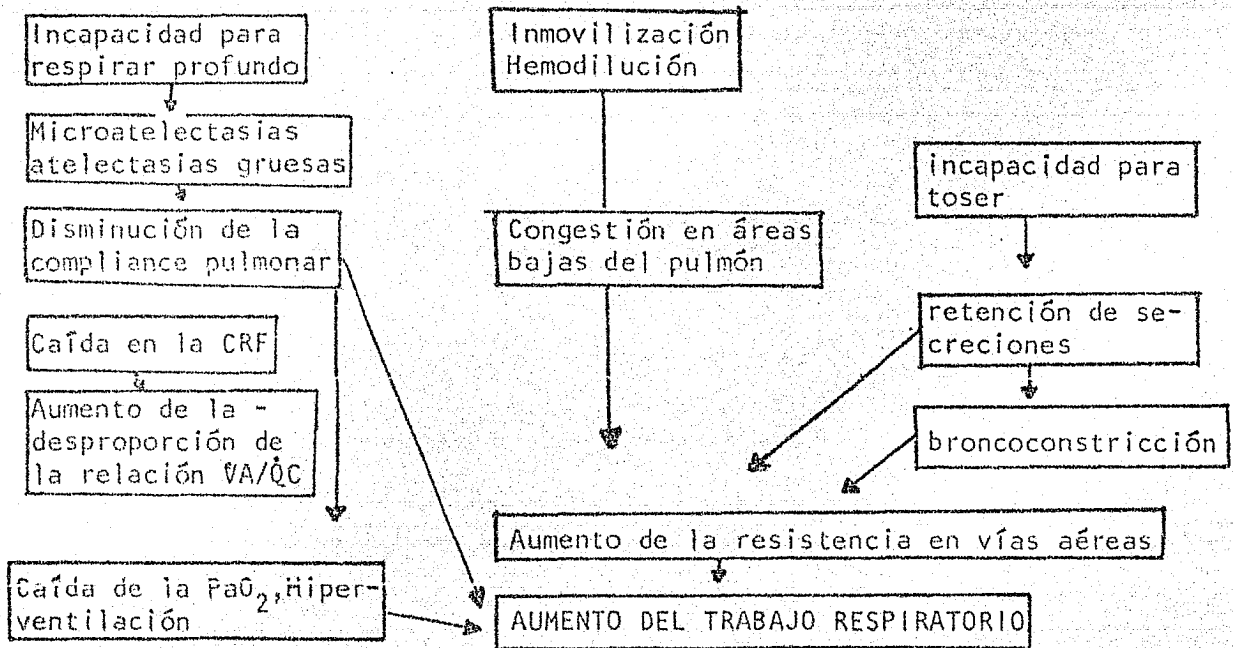 Incapacidad para
respirar profundo
Microatelectasias
atelectasias gruesas
Disminución de la
compliance pulmonar
Caída en la CRF
Aumento de la -
desproporción de
la relación V̇A/Q̇C
Caída de la PaO₂,Hiper-
ventilación
Inmovilización
Hemodilución
Congestión en áreas
bajas del pulmón
incapacidad para
toser
retención de se-
creciones
broncoconstricción
Aumento de la resistencia en vías aéreas
AUMENTO DEL TRABAJO RESPIRATORIO